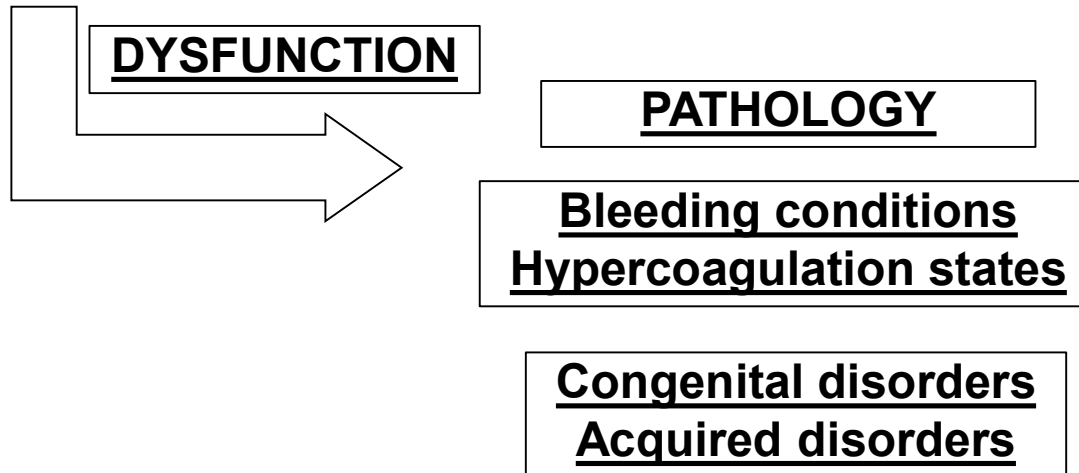 DYSFUNCTION
PATHOLOGY
Bleeding conditions
Hypercoagulation states
Congenital disorders
Acquired disorders